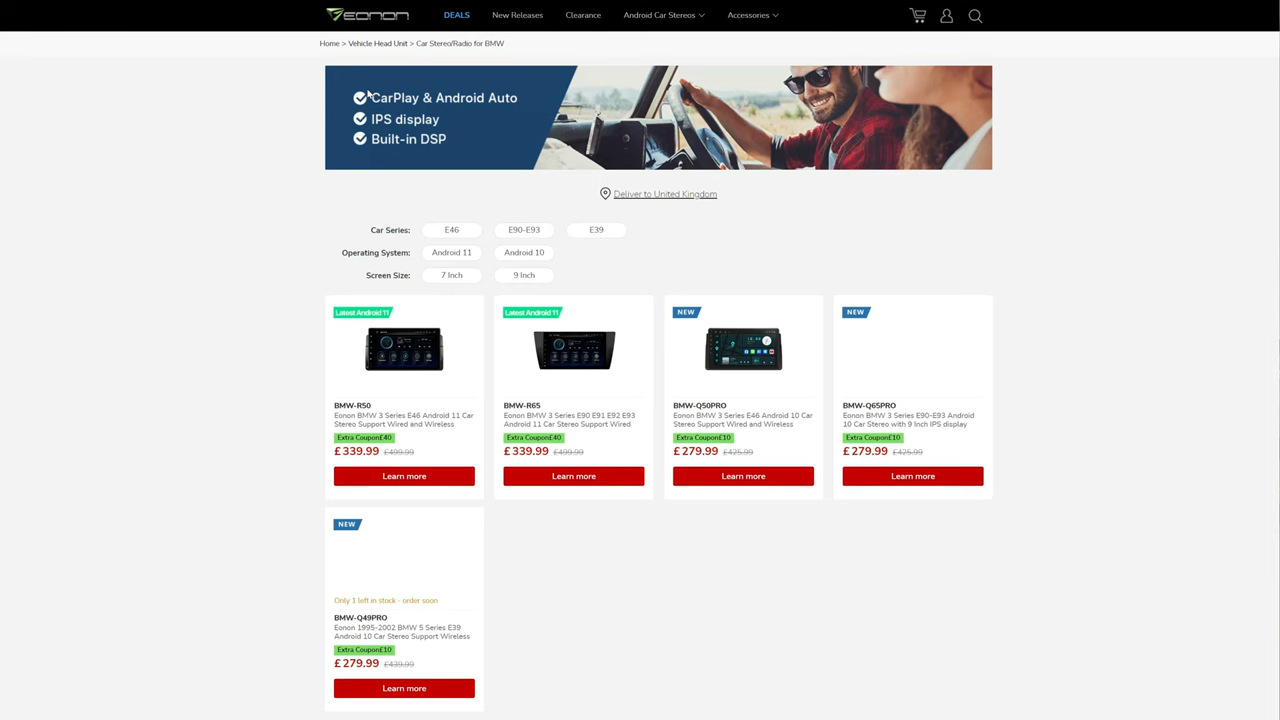 EONON
DEALS
New Releases
Clearance
Android Car Stereos
Accessories
Home > Vehicle Head Unit > Car Stereo/Radio for BMW
CarPlay & Android Auto
IPS display
Built-in DSP
Deliver to United Kingdom
Car Series: E46 E90-E93 E39
Operating System: Android 11 Android 10
Screen Size: 7 Inch 9 Inch
Latest Android 11
BMW-R50
Eonon BMW 3 Series E46 Android 11 Car
Stereo Support Wired and Wireless
Extra Coupon£40
£339.99 £499.99
Learn more
Latest Android 11
BMW-R65
Eonon BMW 3 Series E90 E91 E92 E93
Android 11 Car Stereo Support Wired
Extra Coupon£40
£339.99 £499.99
Learn more
NEW
BMW-Q50PRO
Eonon BMW 3 Series E46 Android 10 Car
Stereo Support Wired and Wireless
Extra Coupon£10
£279.99 £425.99
Learn more
NEW
BMW-Q65PRO
Eonon BMW 3 Series E90-E93 Android
10 Car Stereo with 9 Inch IPS display
Extra Coupon£10
£279.99 £425.99
Learn more
NEW
Only 1 left in stock - order soon
BMW-Q49PRO
Eonon 1995-2002 BMW 5 Series E39
Android 10 Car Stereo Support Wireless
Extra Coupon£10
£279.99 £439.99
Learn more